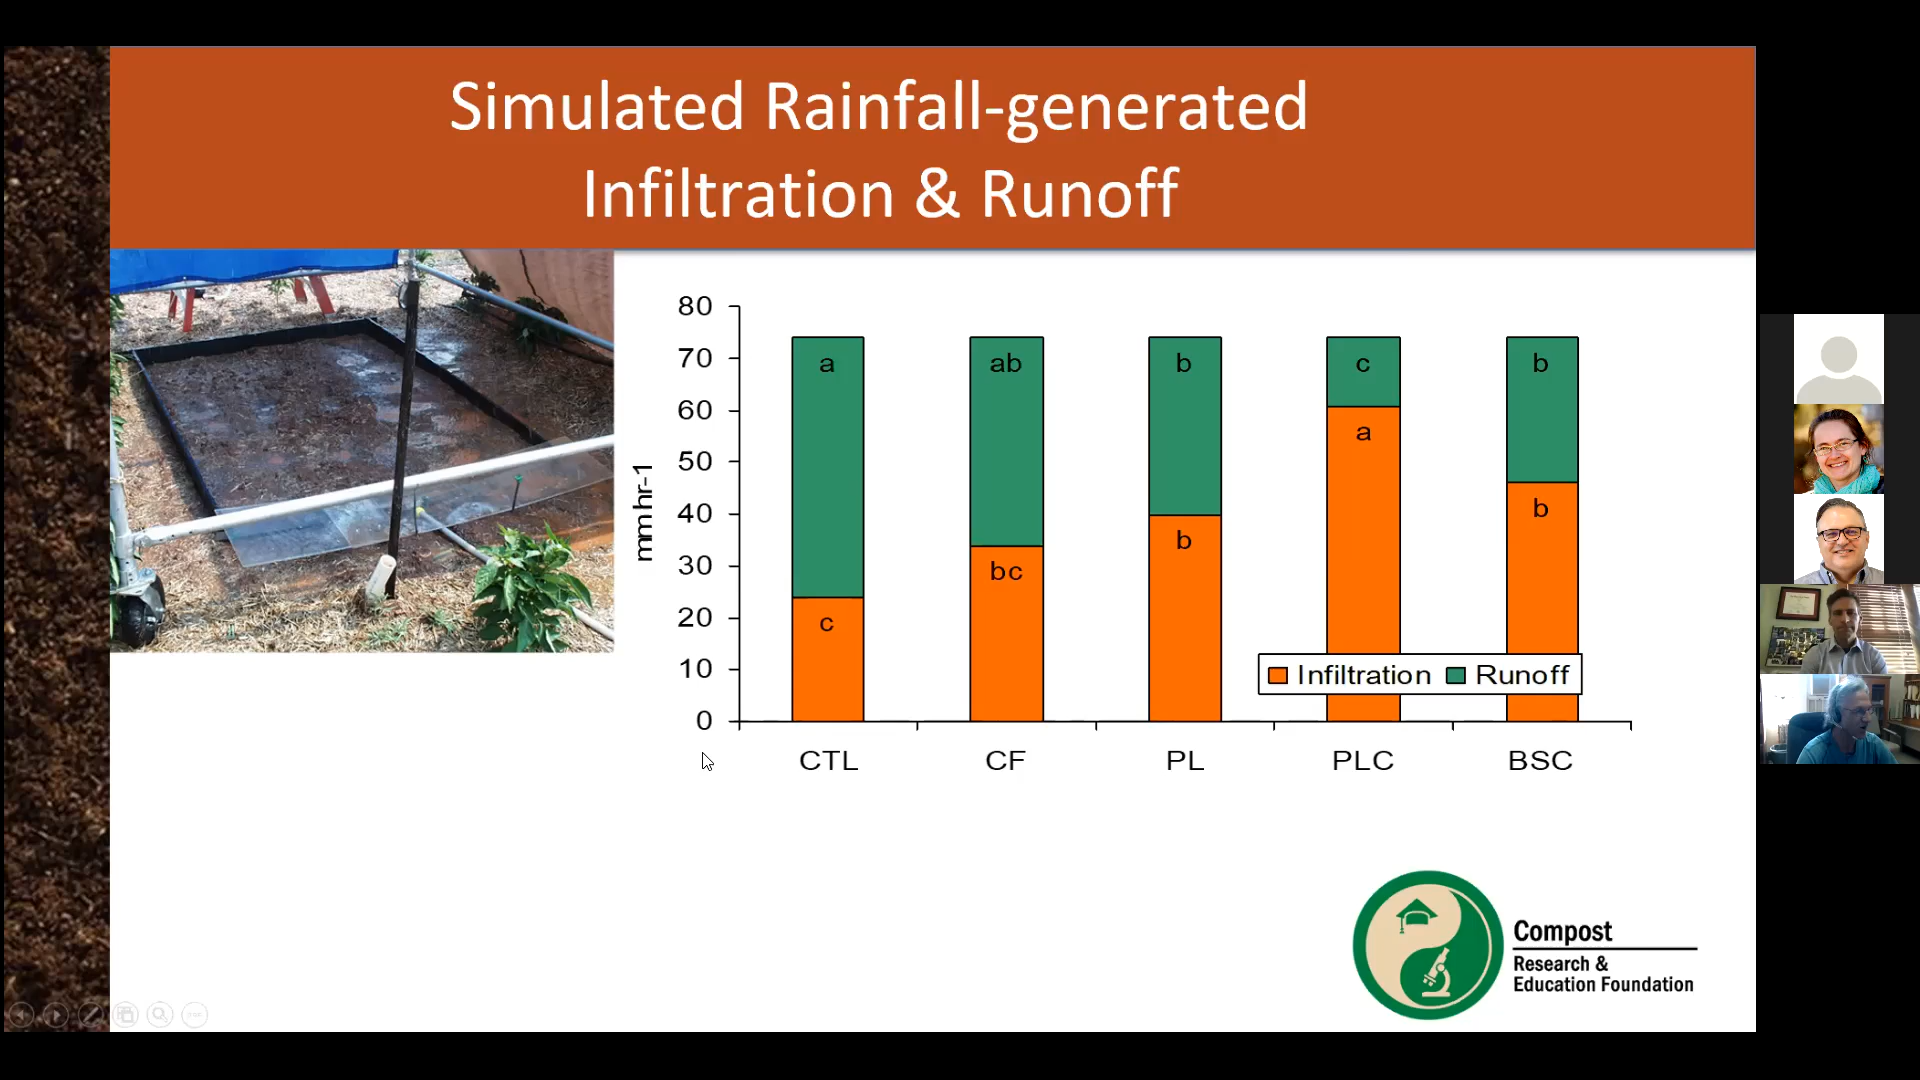 Simulated Rainfall-generated
Infiltration & Runoff
80
70
60
50
40
30
20
10
0
mm hr-1
a
ab
b
c
b
c
bc
b
a
b
Infiltration Runoff
CTL CF PL PLC BSC
Compost
Research &
Education Foundation